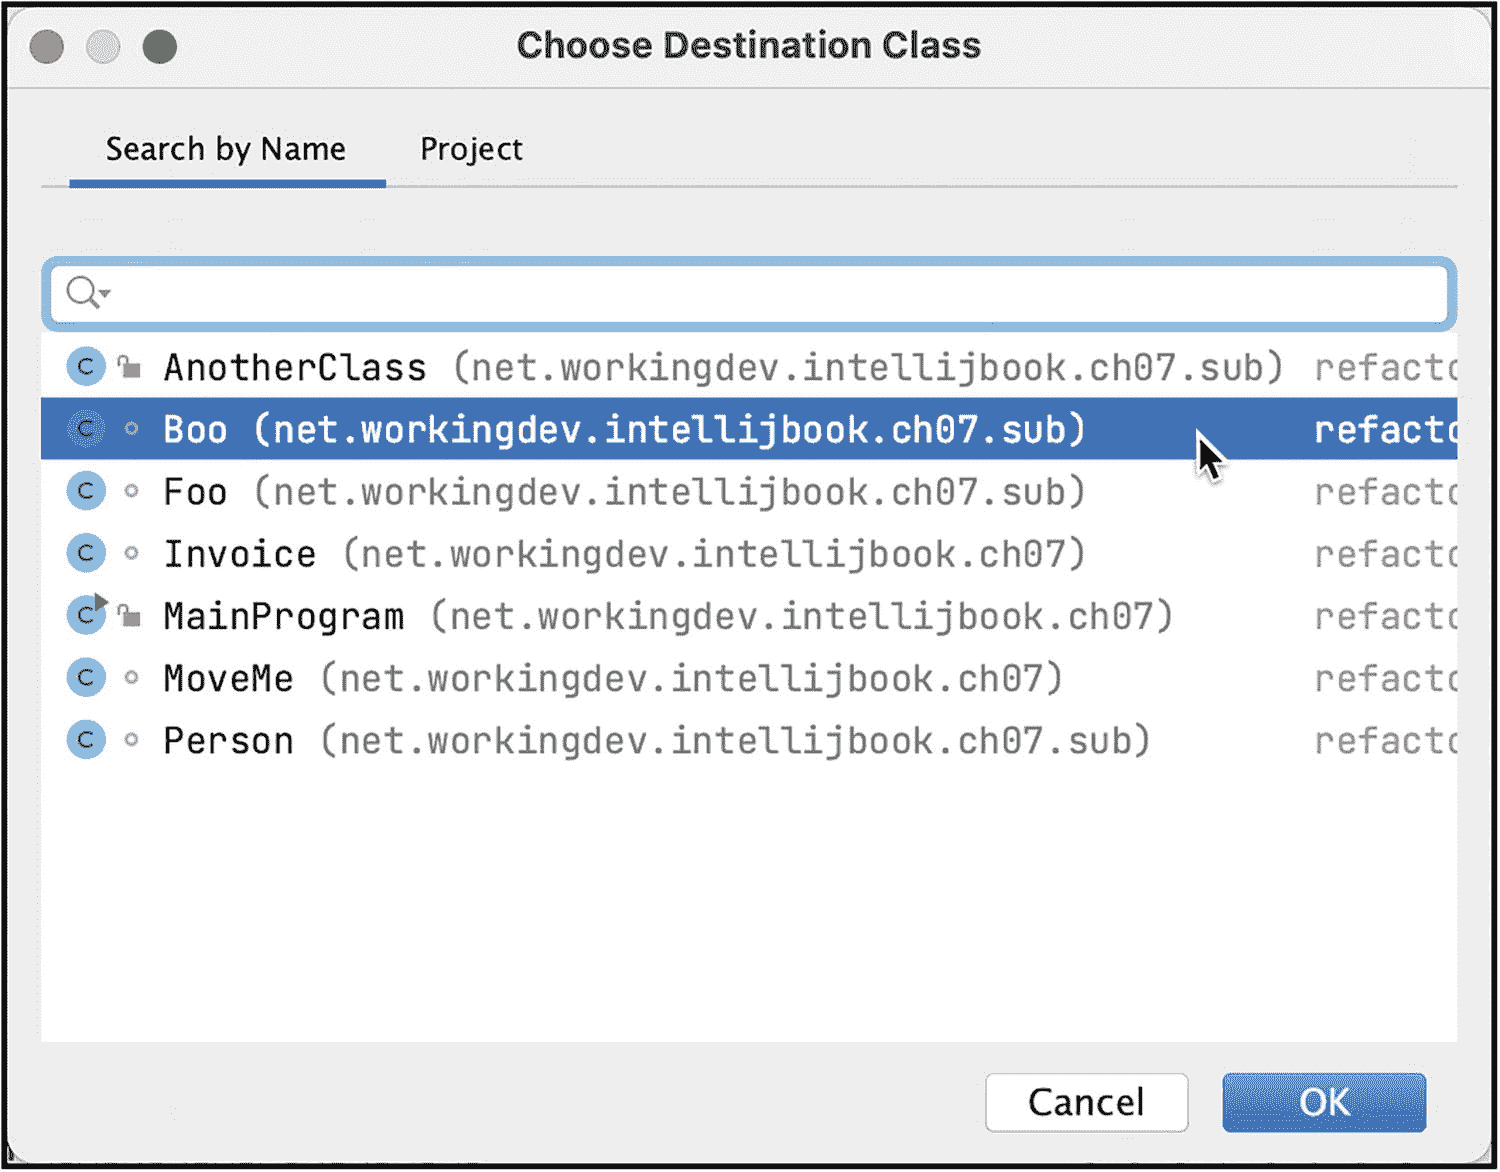 Choose Destination Class
Search by Name Project
C AnotherClass (net.workingdev.intellijbook.ch07.sub) refacto
C Boo (net.workingdev.intellijbook.ch07.sub) refacto
C Foo (net.workingdev.intellijbook.ch07.sub) refacto
C Invoice (net.workingdev.intellijbook.ch07) refacto
C MainProgram (net.workingdev.intellijbook.ch07) refacto
C MoveMe (net.workingdev.intellijbook.ch07) refacto
C Person (net.workingdev.intellijbook.ch07.sub) refacto
Cancel OK